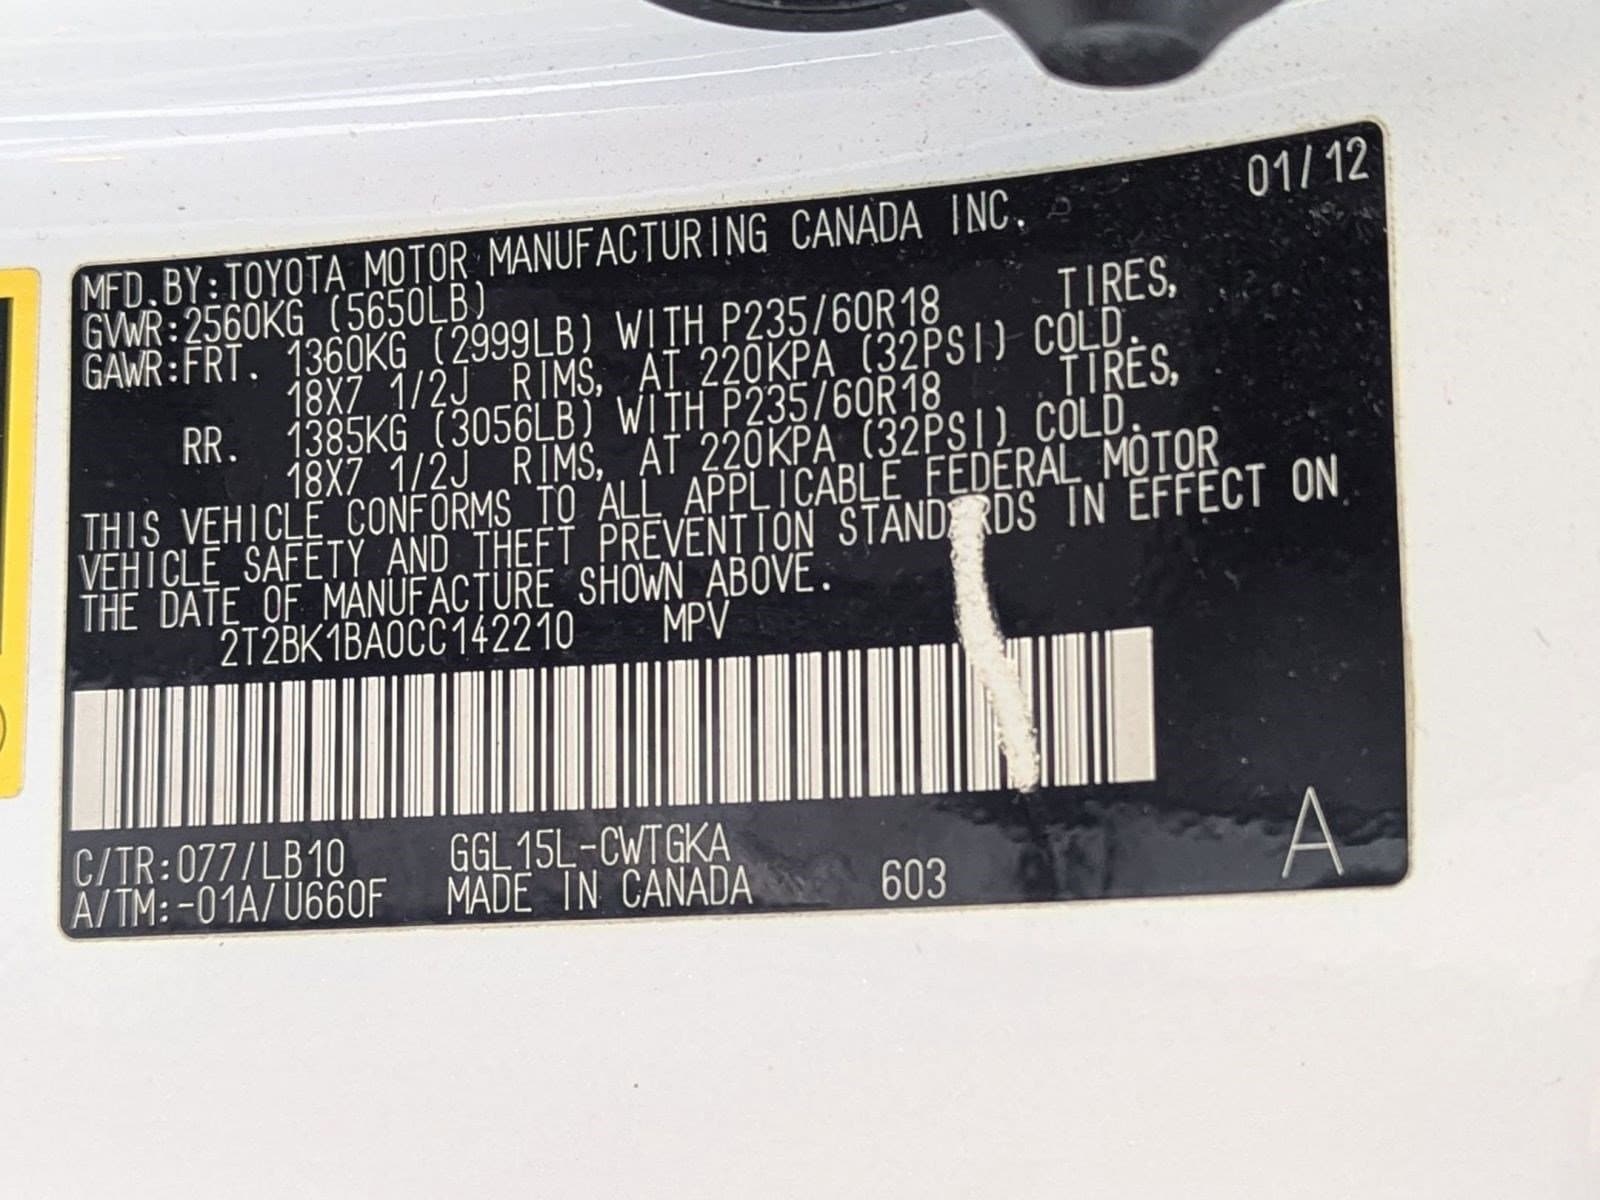 01/12
MFD.BY:TOYOTA MOTOR MANUFACTURING CANADA INC.
GVWR:2560KG (5650LB)
GAWR:FRT. 1360KG (2999LB) WITH P235/60R18 TIRES,
18X7 1/2J RIMS, AT 220KPA (32PSI) COLD.
RR. 1385KG (3056LB) WITH P235/60R18 TIRES,
18X7 1/2J RIMS, AT 220KPA (32PSI) COLD.
THIS VEHICLE CONFORMS TO ALL APPLICABLE FEDERAL MOTOR
VEHICLE SAFETY AND THEFT PREVENTION STANDARDS IN EFFECT ON
THE DATE OF MANUFACTURE SHOWN ABOVE.
2T2BK1BA0CC142210 MPV
C/TR:077/LB10 GGL15L-CWTGKA
A/TM:-01A/U660F MADE IN CANADA 603 A